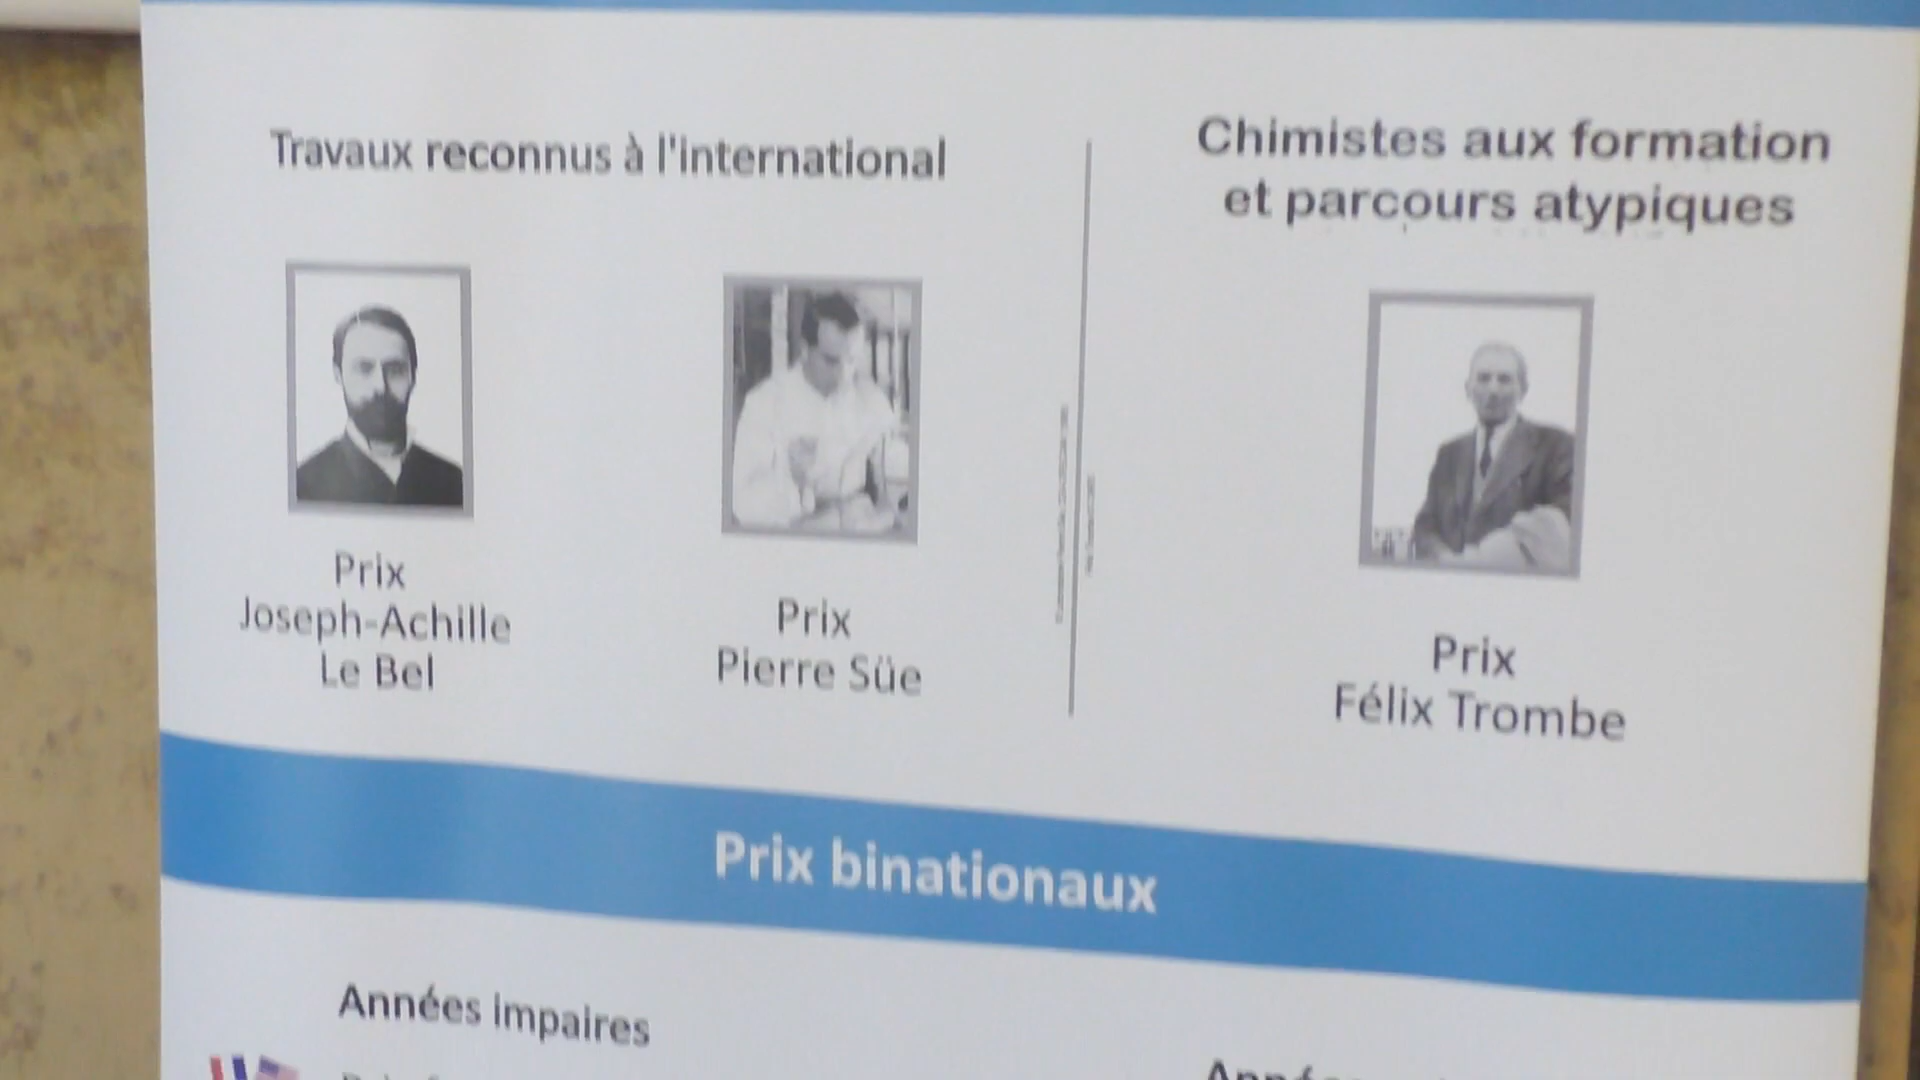 Travaux reconnus à l'international
Prix
Joseph-Achille
Le Bel
Prix
Pierre Süe
Chimistes aux formation
et parcours atypiques
Prix
Félix Trombe
Prix binationaux
Années impaires